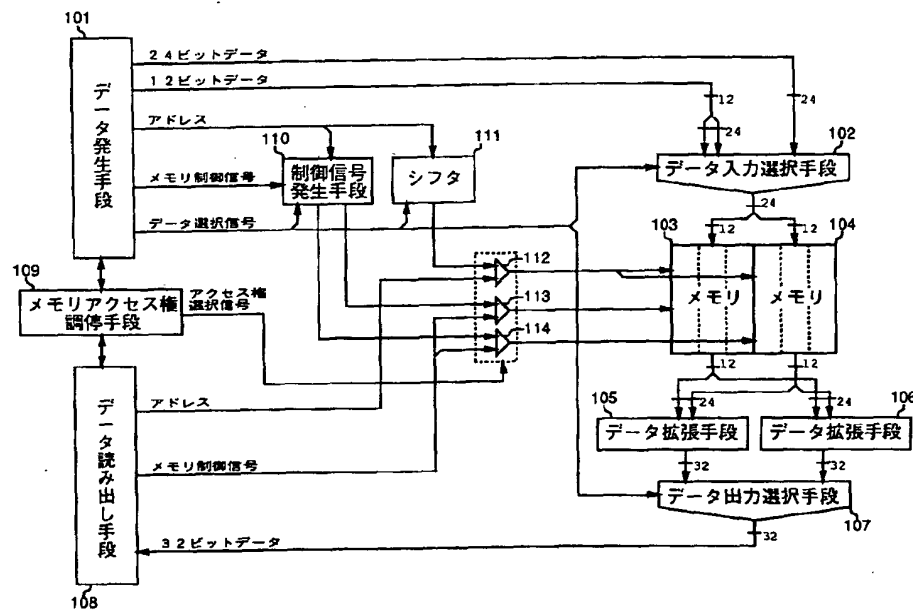 101
データ発生手段
24ビットデータ
12ビットデータ
アドレス
メモリ制御信号
データ選択信号
110
制御信号
発生手段
111
シフタ
12
24
24
102
データ入力選択手段
24
12
12
103
104
メモリ
メモリ
112
113
114
109
メモリアクセス権
調停手段
アクセス権
選択信号
12
12
24
24
105
データ拡張手段
106
データ拡張手段
32
32
データ出力選択手段
107
32
データ読み出し手段
108
アドレス
メモリ制御信号
32ビットデータ